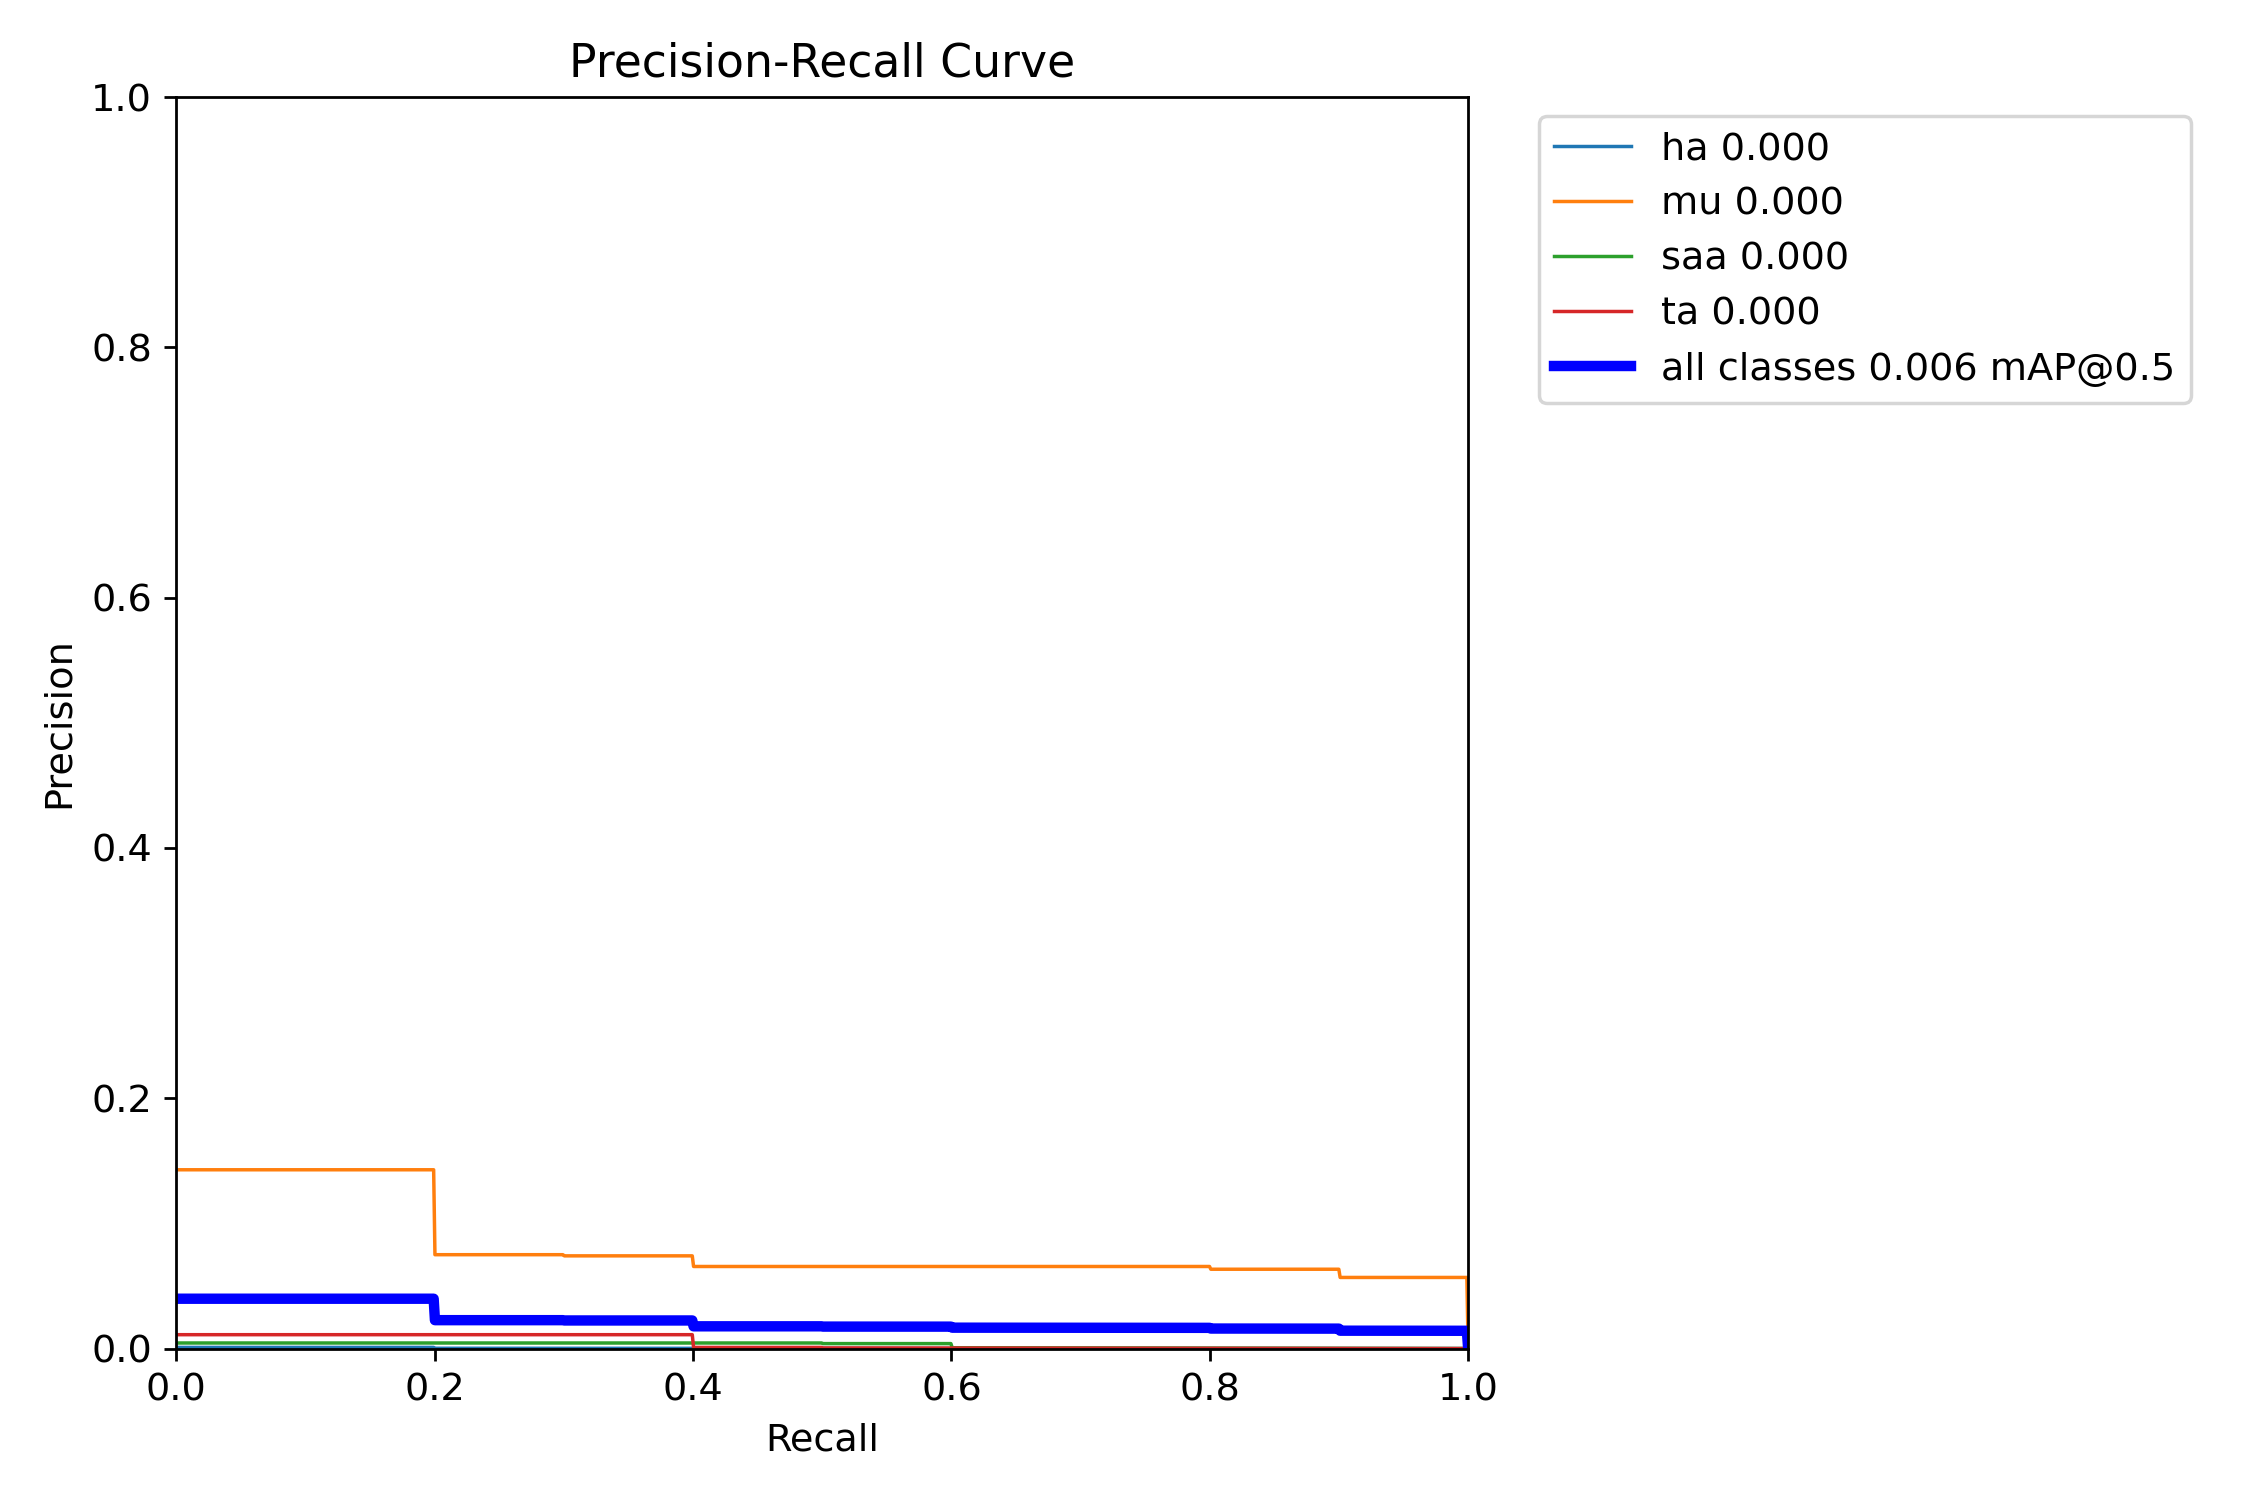 Precision-Recall Curve
1.0
0.8
0.6
0.4
0.2
0.0
Precision
0.0 0.2 0.4 0.6 0.8 1.0
Recall
ha 0.000
mu 0.000
saa 0.000
ta 0.000
all classes 0.006 mAP@0.5